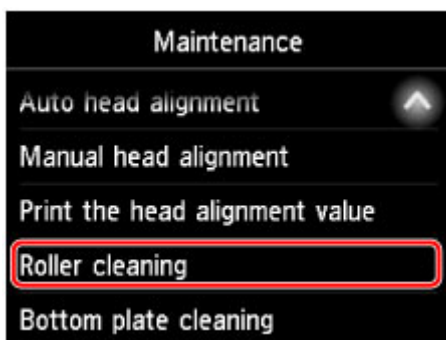 Maintenance
Auto head alignment
Manual head alignment
Print the head alignment value
Roller cleaning
Bottom plate cleaning